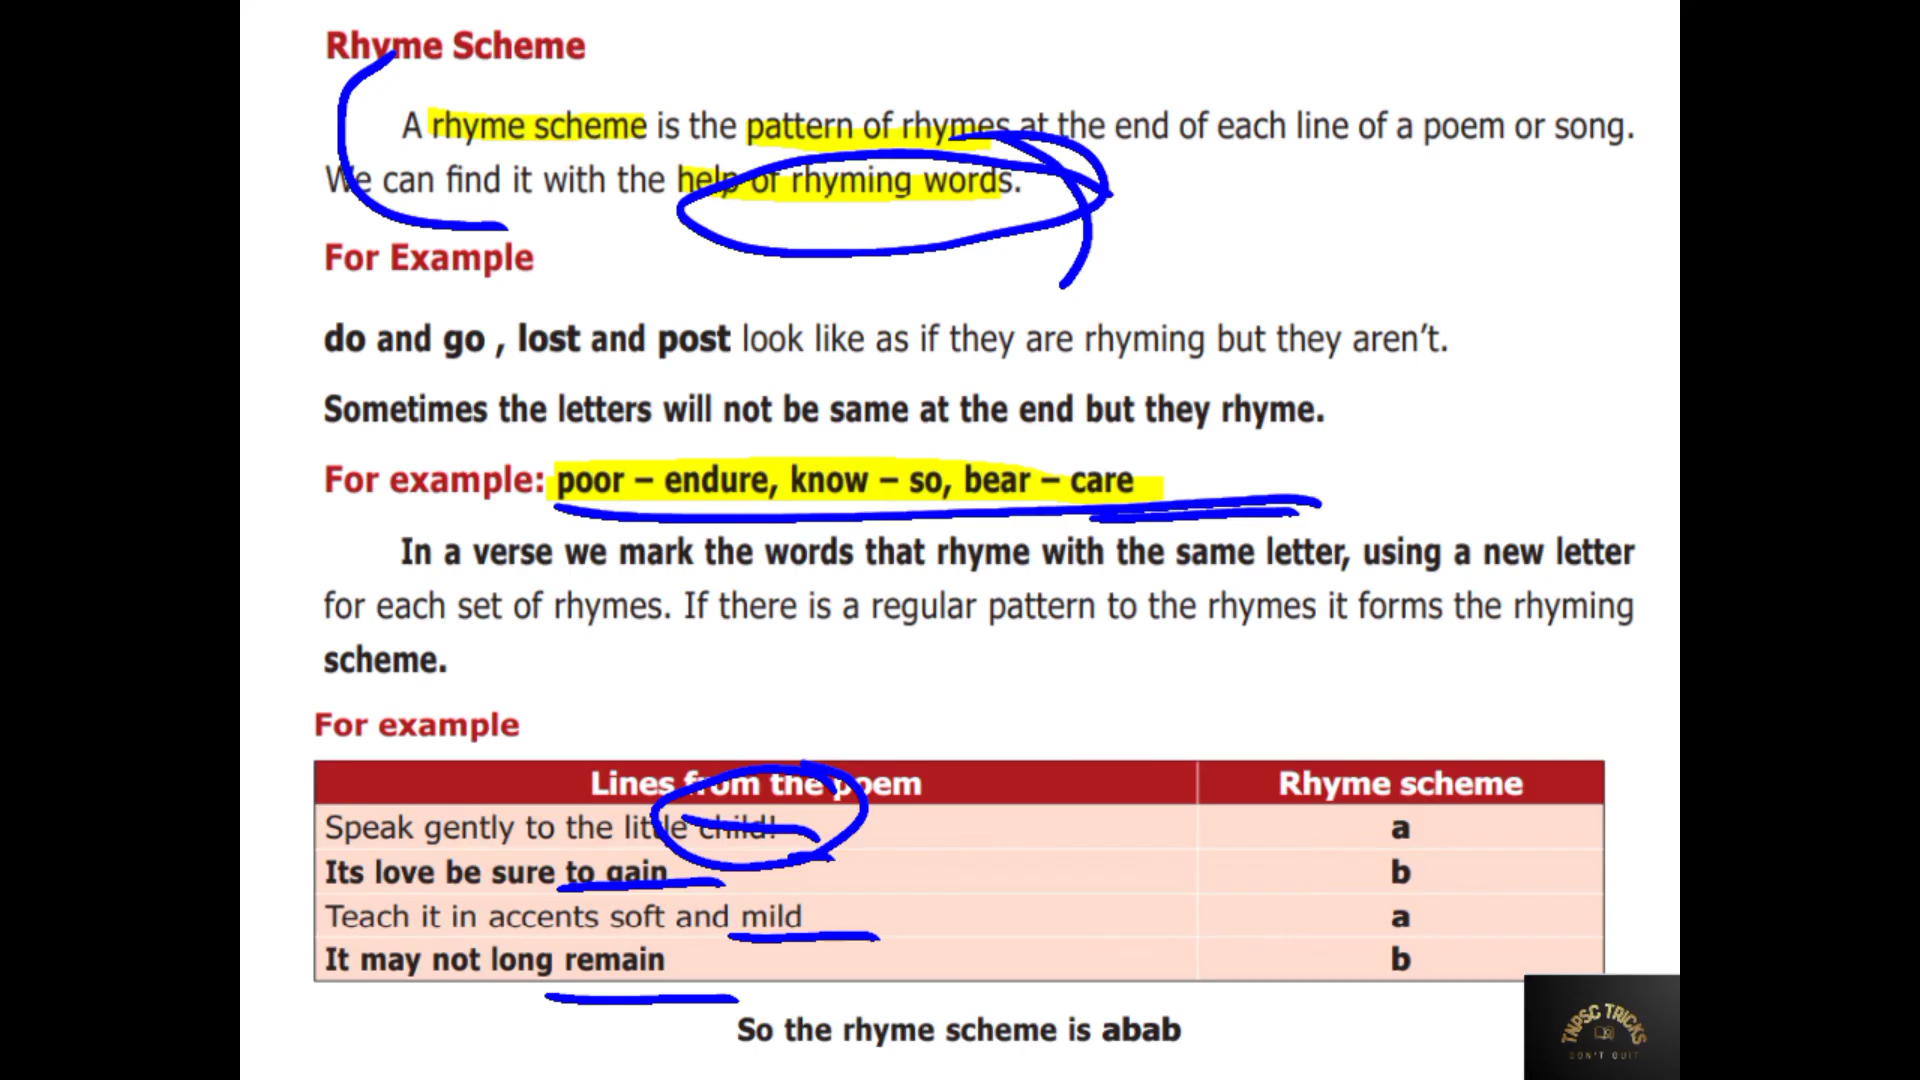 Rhyme Scheme
A rhyme scheme is the pattern of rhymes at the end of each line of a poem or song.
We can find it with the help of rhyming words.
For Example
do and go , lost and post look like as if they are rhyming but they aren’t.
Sometimes the letters will not be same at the end but they rhyme.
For example: poor – endure, know – so, bear – care
In a verse we mark the words that rhyme with the same letter, using a new letter
for each set of rhymes. If there is a regular pattern to the rhymes it forms the rhyming
scheme.
For example
Lines from the poem Rhyme scheme
Speak gently to the little child! a
Its love be sure to gain b
Teach it in accents soft and mild a
It may not long remain b
So the rhyme scheme is abab
TNPSC TRICKS
DON'T QUIT